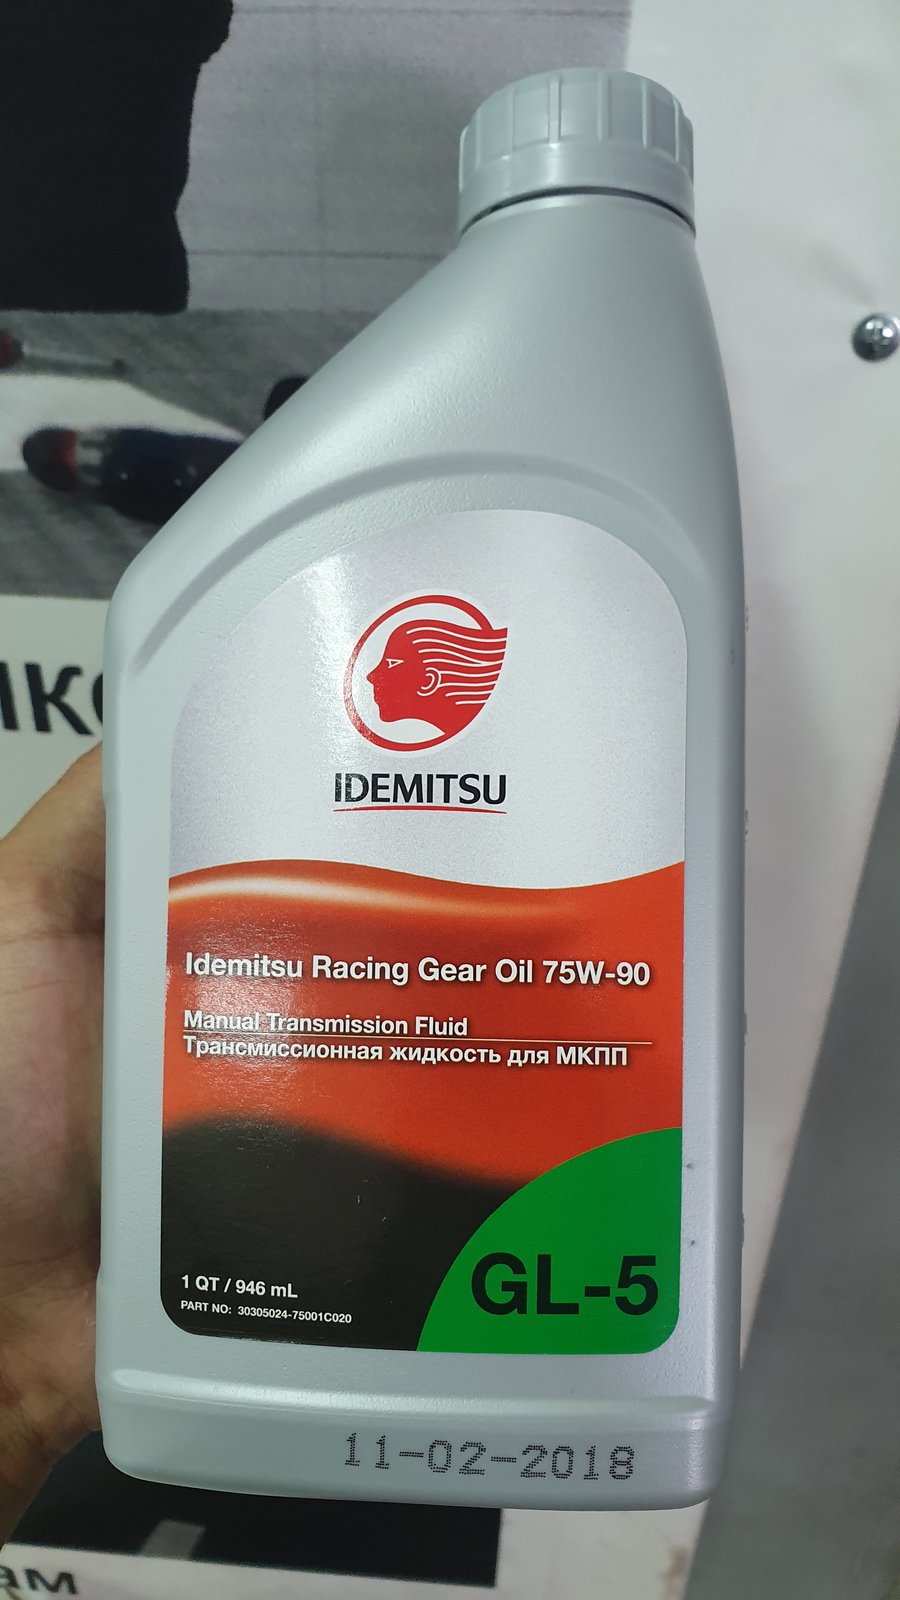 IDEMITSU
Idemitsu Racing Gear Oil 75W-90
Manual Transmission Fluid
Трансмиссионная жидкость для МКПП
1 QT / 946 mL
PART NO: 30305024-75001C020
GL-5
11-02-2018